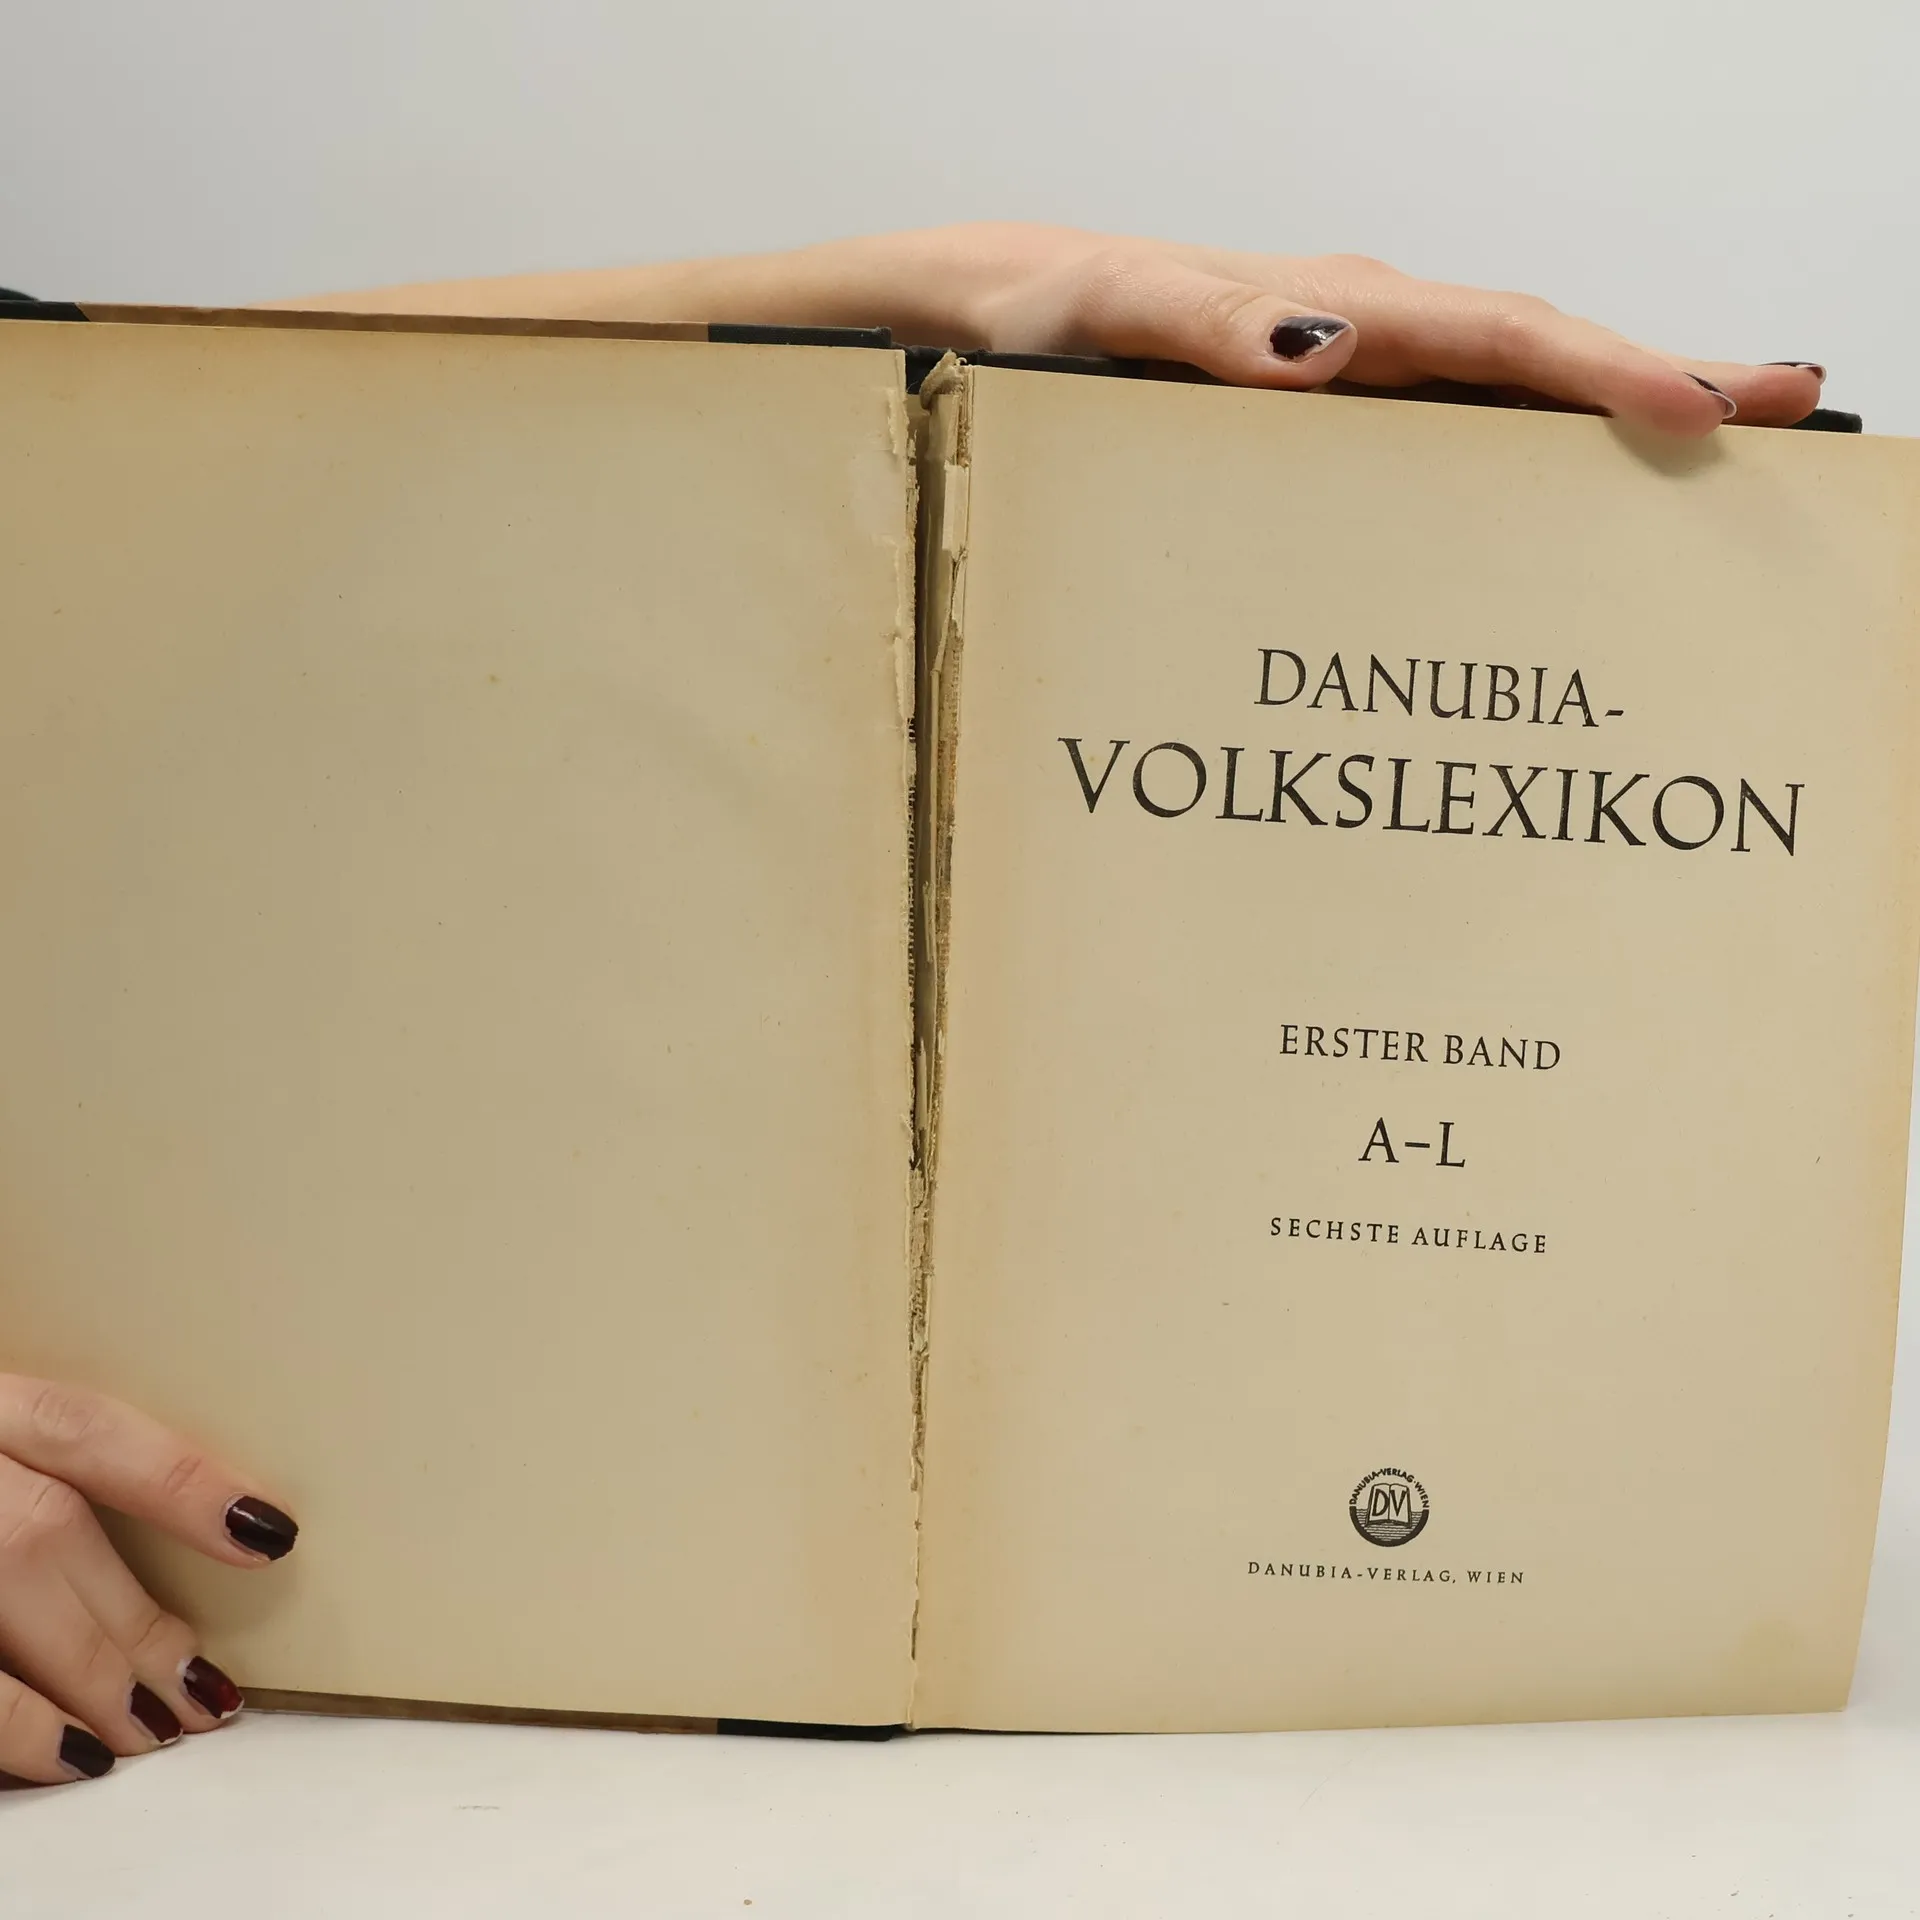 DANUBIA-
VOLKSLEXIKON
ERSTER BAND
A–L
SECHSTE AUFLAGE
DANUBIA-VERLAG·WIEN
DV
DANUBIA-VERLAG, WIEN